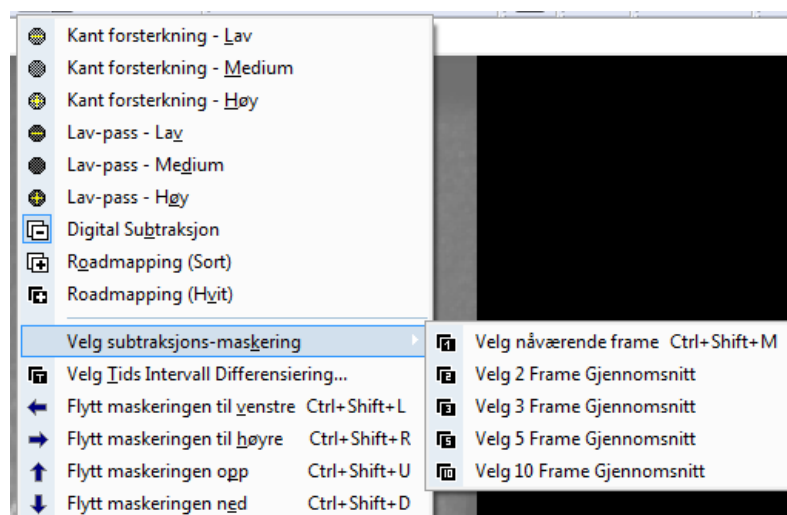 Kant forsterkning - Lav
Kant forsterkning - Medium
Kant forsterkning - Høy
Lav-pass - Lav
Lav-pass - Medium
Lav-pass - Høy
Digital Subtraksjon
Roadmapping (Sort)
Roadmapping (Hvit)
Velg subtraksjons-maskering
Velg Tids Intervall Differensiering...
Flytt maskeringen til venstre Ctrl+Shift+L
Flytt maskeringen til høyre Ctrl+Shift+R
Flytt maskeringen opp Ctrl+Shift+U
Flytt maskeringen ned Ctrl+Shift+D
Velg nåværende frame Ctrl+Shift+M
Velg 2 Frame Gjennomsnitt
Velg 3 Frame Gjennomsnitt
Velg 5 Frame Gjennomsnitt
Velg 10 Frame Gjennomsnitt